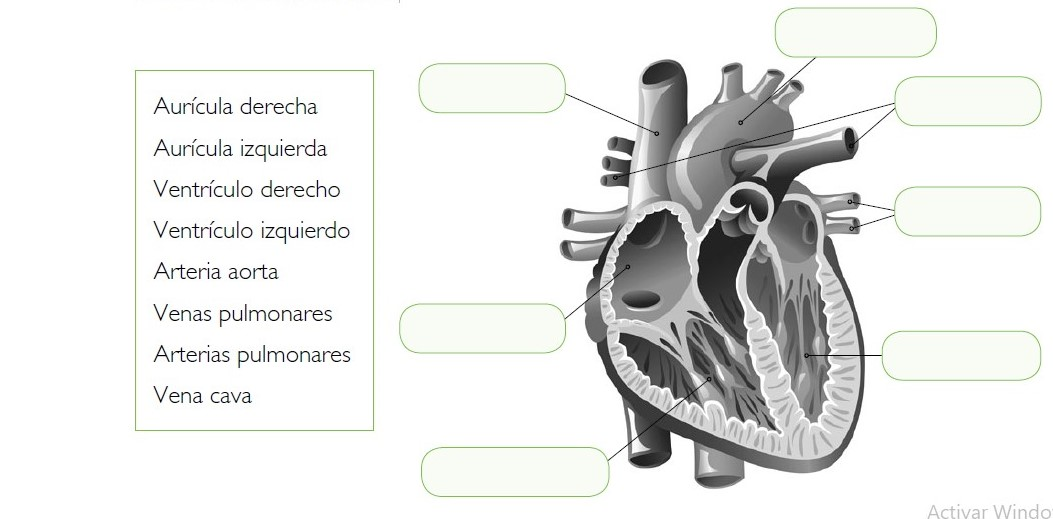 Aurícula derecha
Aurícula izquierda
Ventrículo derecho
Ventrículo izquierdo
Arteria aorta
Venas pulmonares
Arterias pulmonares
Vena cava
Activar Windo